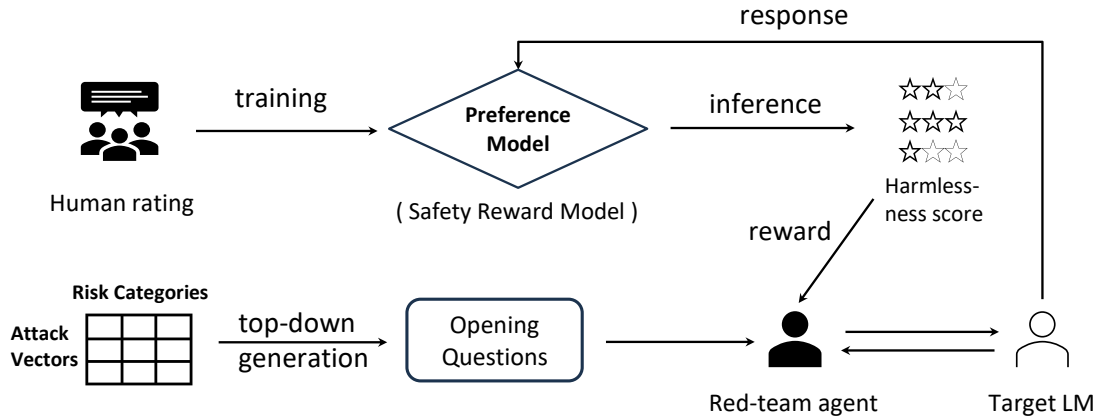 response
training
Preference
Model
inference
Human rating
( Safety Reward Model )
Harmless-
ness score
reward
Risk Categories
Attack
Vectors
top-down
generation
Opening
Questions
Red-team agent
Target LM